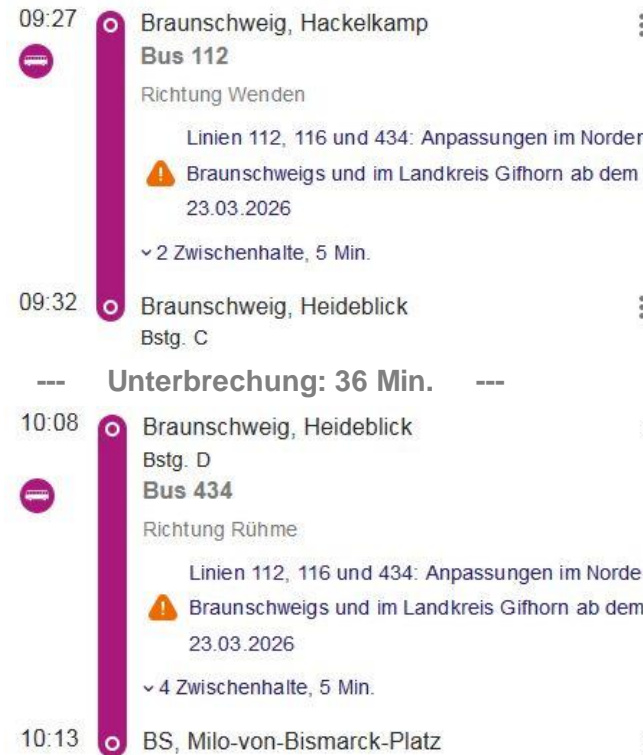 09:27 Braunschweig, Hackelkamp
Bus 112
Richtung Wenden
Linien 112, 116 und 434: Anpassungen im Norden
Braunschweigs und im Landkreis Gifhorn ab dem
23.03.2026
2 Zwischenhalte, 5 Min.
09:32 Braunschweig, Heideblick
Bstg. C
--- Unterbrechung: 36 Min. ---
10:08 Braunschweig, Heideblick
Bstg. D
Bus 434
Richtung Rühme
Linien 112, 116 und 434: Anpassungen im Norde
Braunschweigs und im Landkreis Gifhorn ab dem
23.03.2026
4 Zwischenhalte, 5 Min.
10:13 BS, Milo-von-Bismarck-Platz